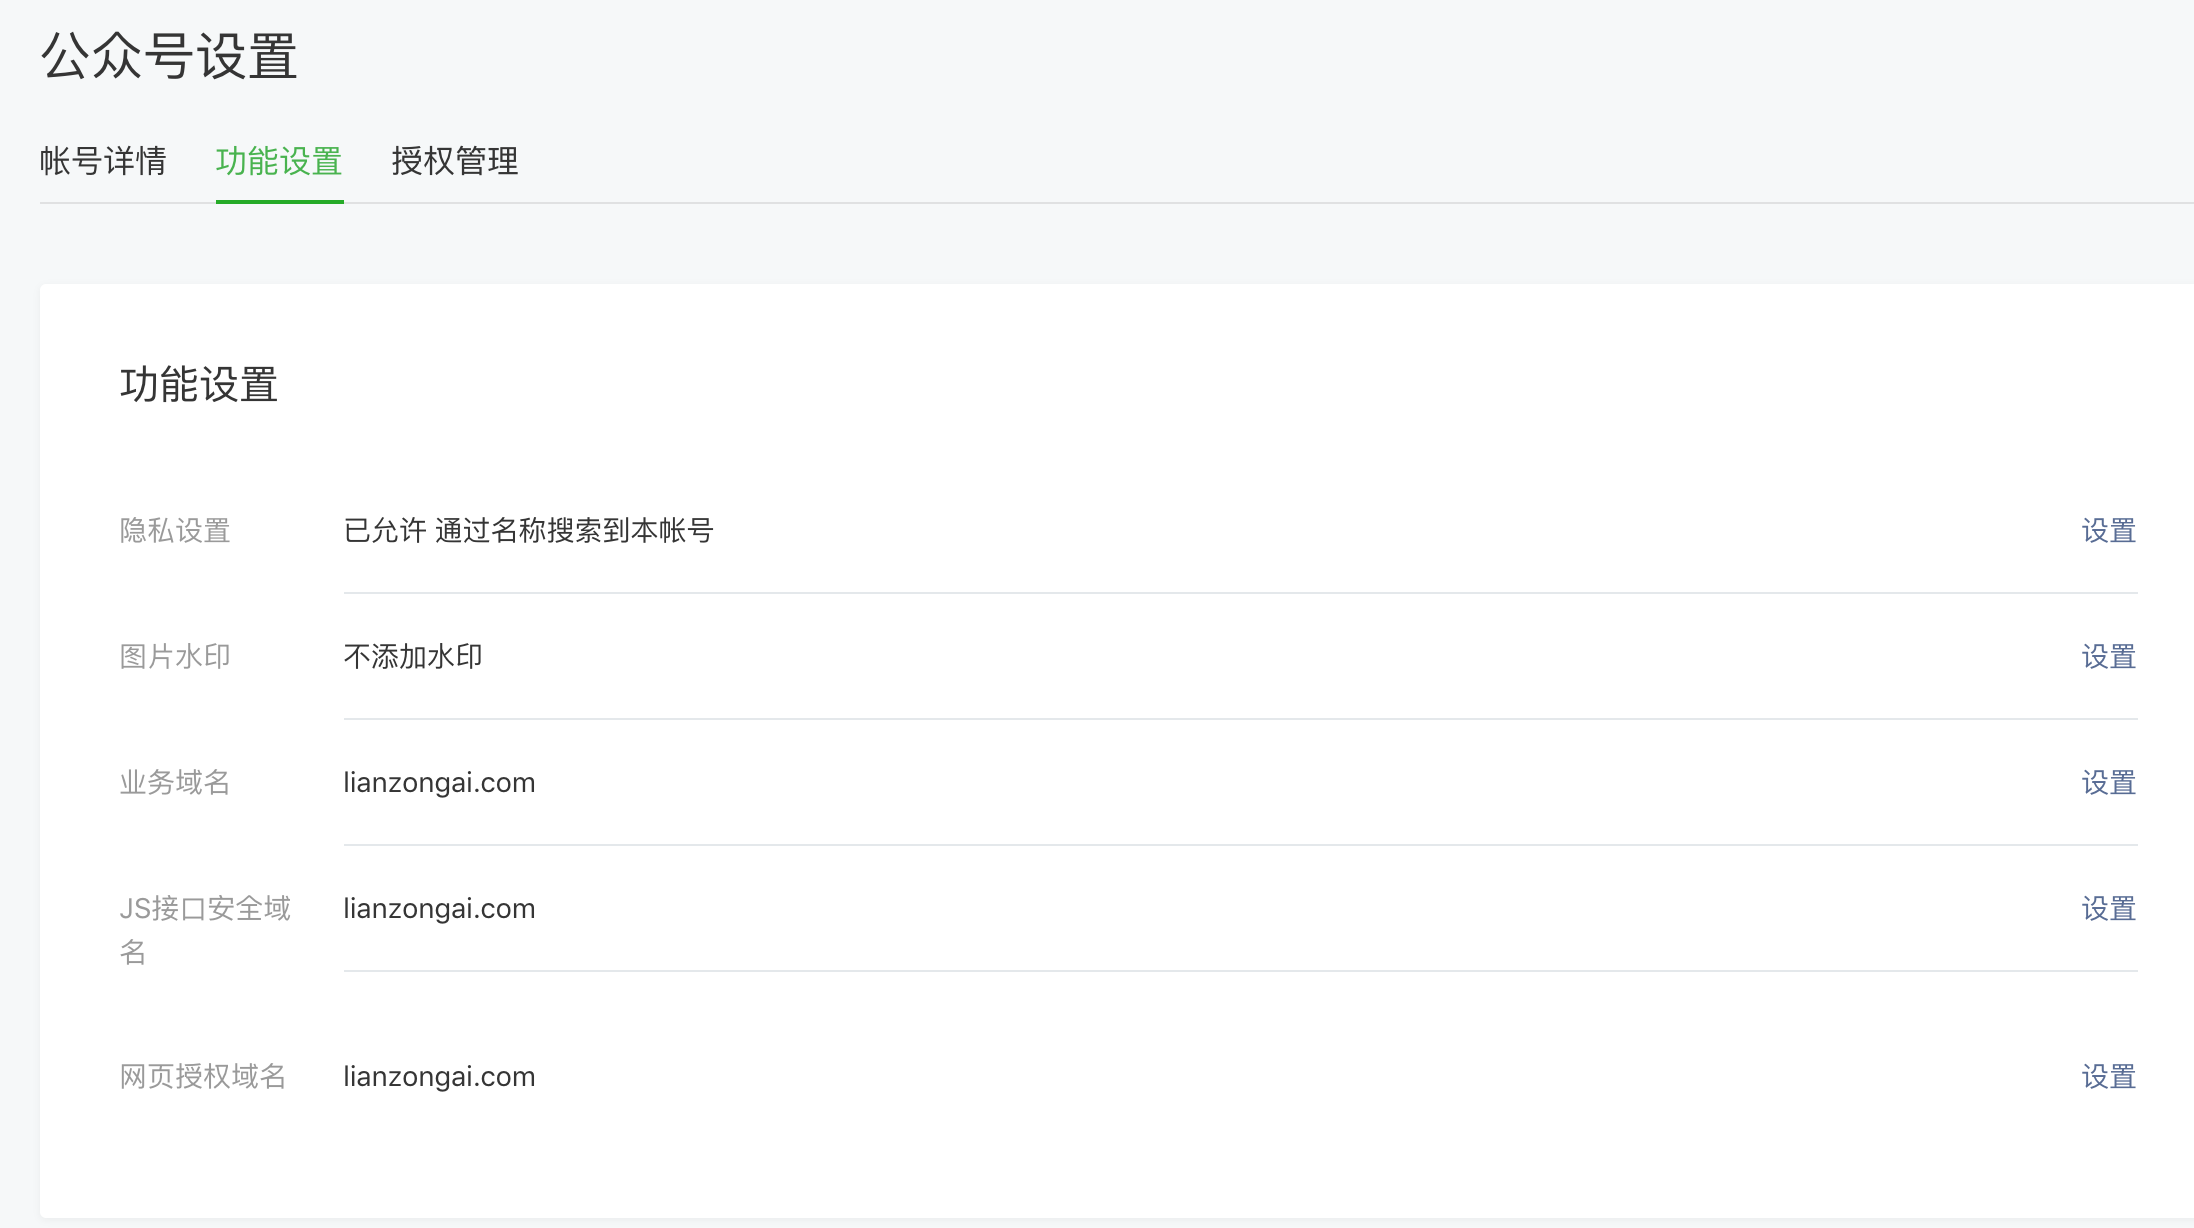 公众号设置
帐号详情 功能设置 授权管理
功能设置
隐私设置 已允许 通过名称搜索到本帐号 设置
图片水印 不添加水印 设置
业务域名 lianzongai.com 设置
JS接口安全域 lianzongai.com 设置
名
网页授权域名 lianzongai.com 设置